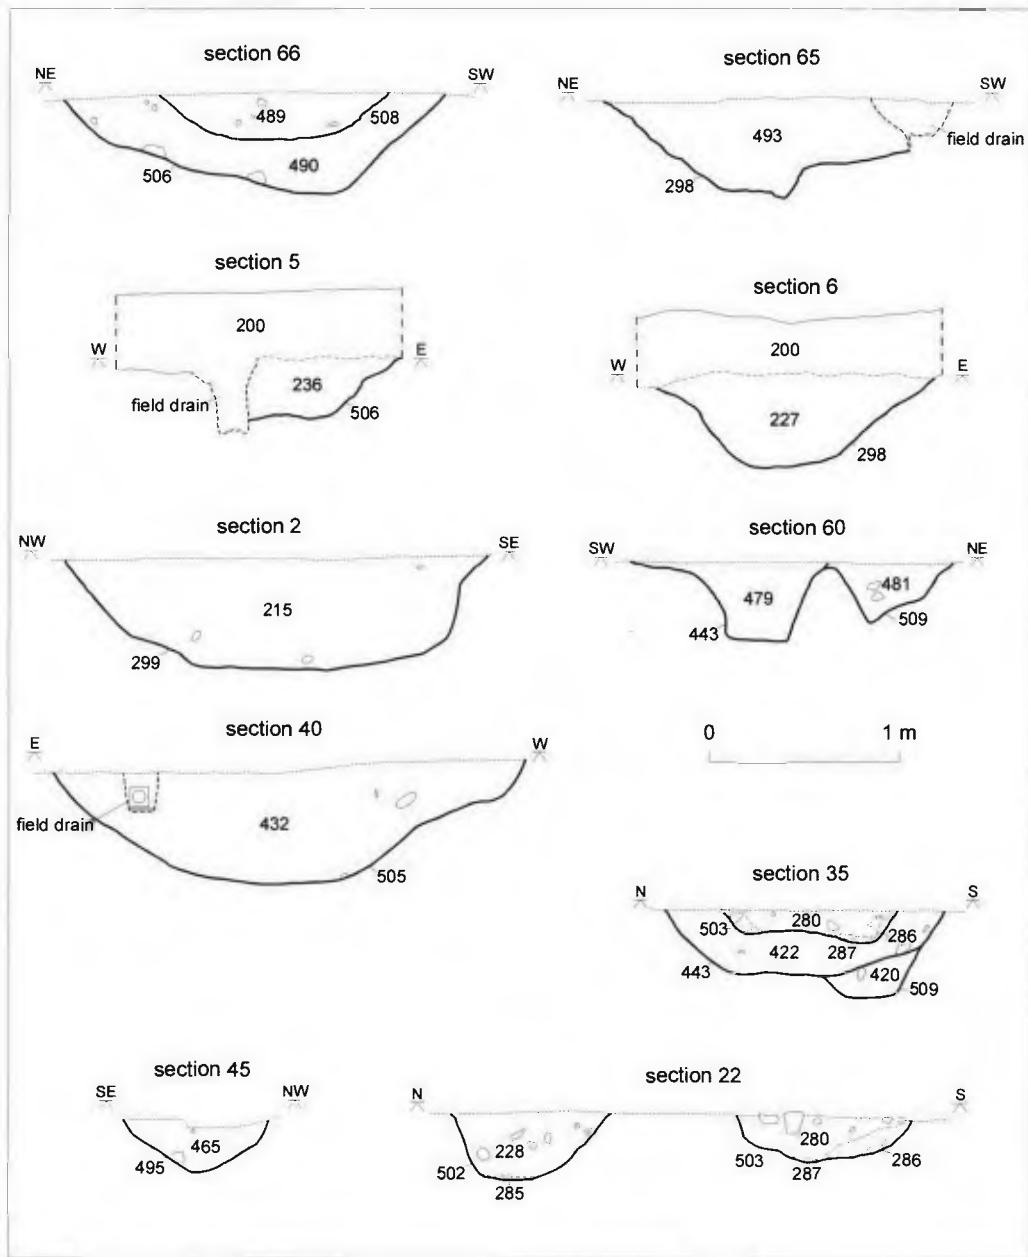 section 66
NE
SW
489
508
490
506
section 65
NE
SW
493
field drain
298
section 5
200
W
E
236
field drain
506
section 6
200
W
E
227
298
section 2
NW
SE
215
299
section 60
SW
NE
479
481
443
509
section 40
E
W
field drain
432
505
0 1 m
section 35
N
S
503
280
286
422
287
443
420
509
section 45
SE
NW
465
495
section 22
N
S
228
502
285
280
503
287
286